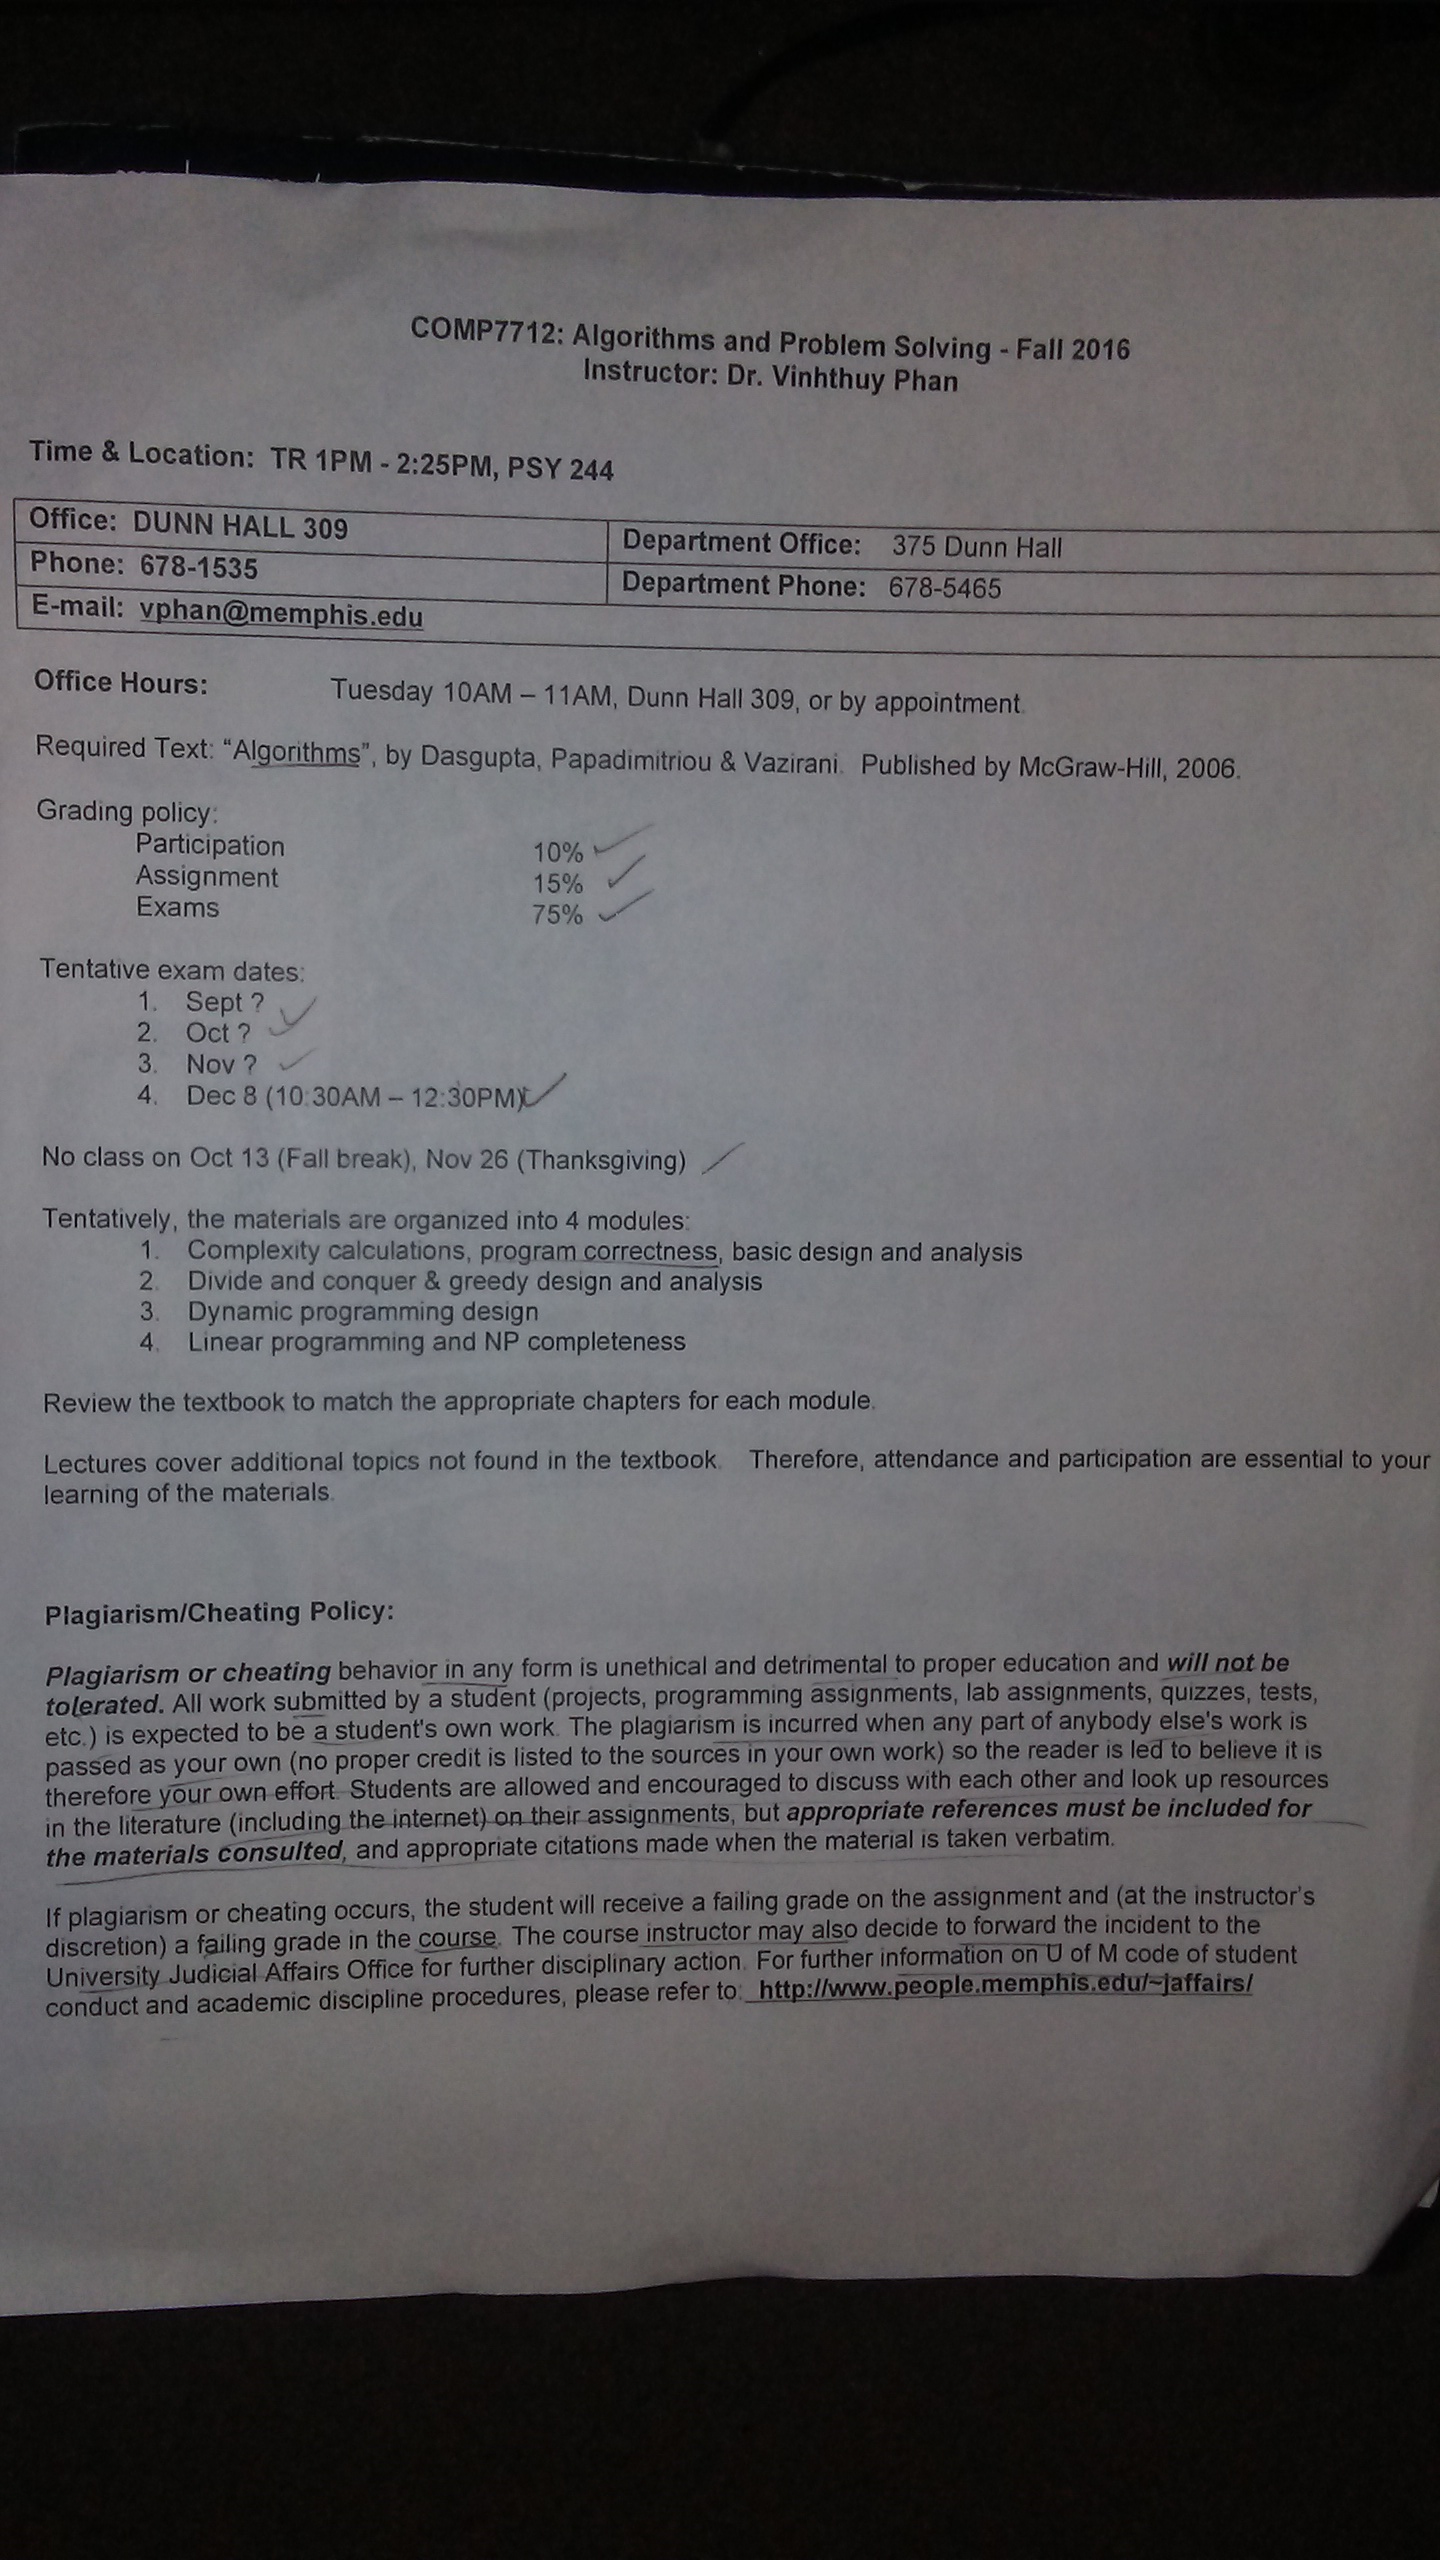 COMP7712: Algorithms and Problem Solving - Fall 2016
Instructor: Dr. Vinhthuy Phan
Time & Location: TR 1PM - 2:25PM, PSY 244
Office: DUNN HALL 309 Department Office: 375 Dunn Hall
Phone: 678-1535 Department Phone: 678-5465
E-mail: vphan@memphis.edu
Office Hours: Tuesday 10AM – 11AM, Dunn Hall 309, or by appointment.
Required Text: “Algorithms”, by Dasgupta, Papadimitriou & Vazirani. Published by McGraw-Hill, 2006.
Grading policy:
Participation 10%
Assignment 15%
Exams 75%
Tentative exam dates:
1. Sept ?
2. Oct ?
3. Nov ?
4. Dec 8 (10:30AM – 12:30PM)
No class on Oct 13 (Fall break), Nov 26 (Thanksgiving)
Tentatively, the materials are organized into 4 modules:
1. Complexity calculations, program correctness, basic design and analysis
2. Divide and conquer & greedy design and analysis
3. Dynamic programming design
4. Linear programming and NP completeness
Review the textbook to match the appropriate chapters for each module.
Lectures cover additional topics not found in the textbook. Therefore, attendance and participation are essential to your
learning of the materials.
Plagiarism/Cheating Policy:
Plagiarism or cheating behavior in any form is unethical and detrimental to proper education and will not be
tolerated. All work submitted by a student (projects, programming assignments, lab assignments, quizzes, tests,
etc.) is expected to be a student's own work. The plagiarism is incurred when any part of anybody else's work is
passed as your own (no proper credit is listed to the sources in your own work) so the reader is led to believe it is
therefore your own effort. Students are allowed and encouraged to discuss with each other and look up resources
in the literature (including the internet) on their assignments, but appropriate references must be included for
the materials consulted, and appropriate citations made when the material is taken verbatim.
If plagiarism or cheating occurs, the student will receive a failing grade on the assignment and (at the instructor's
discretion) a failing grade in the course. The course instructor may also decide to forward the incident to the
University Judicial Affairs Office for further disciplinary action. For further information on U of M code of student
conduct and academic discipline procedures, please refer to: http://www.people.memphis.edu/~jaffairs/